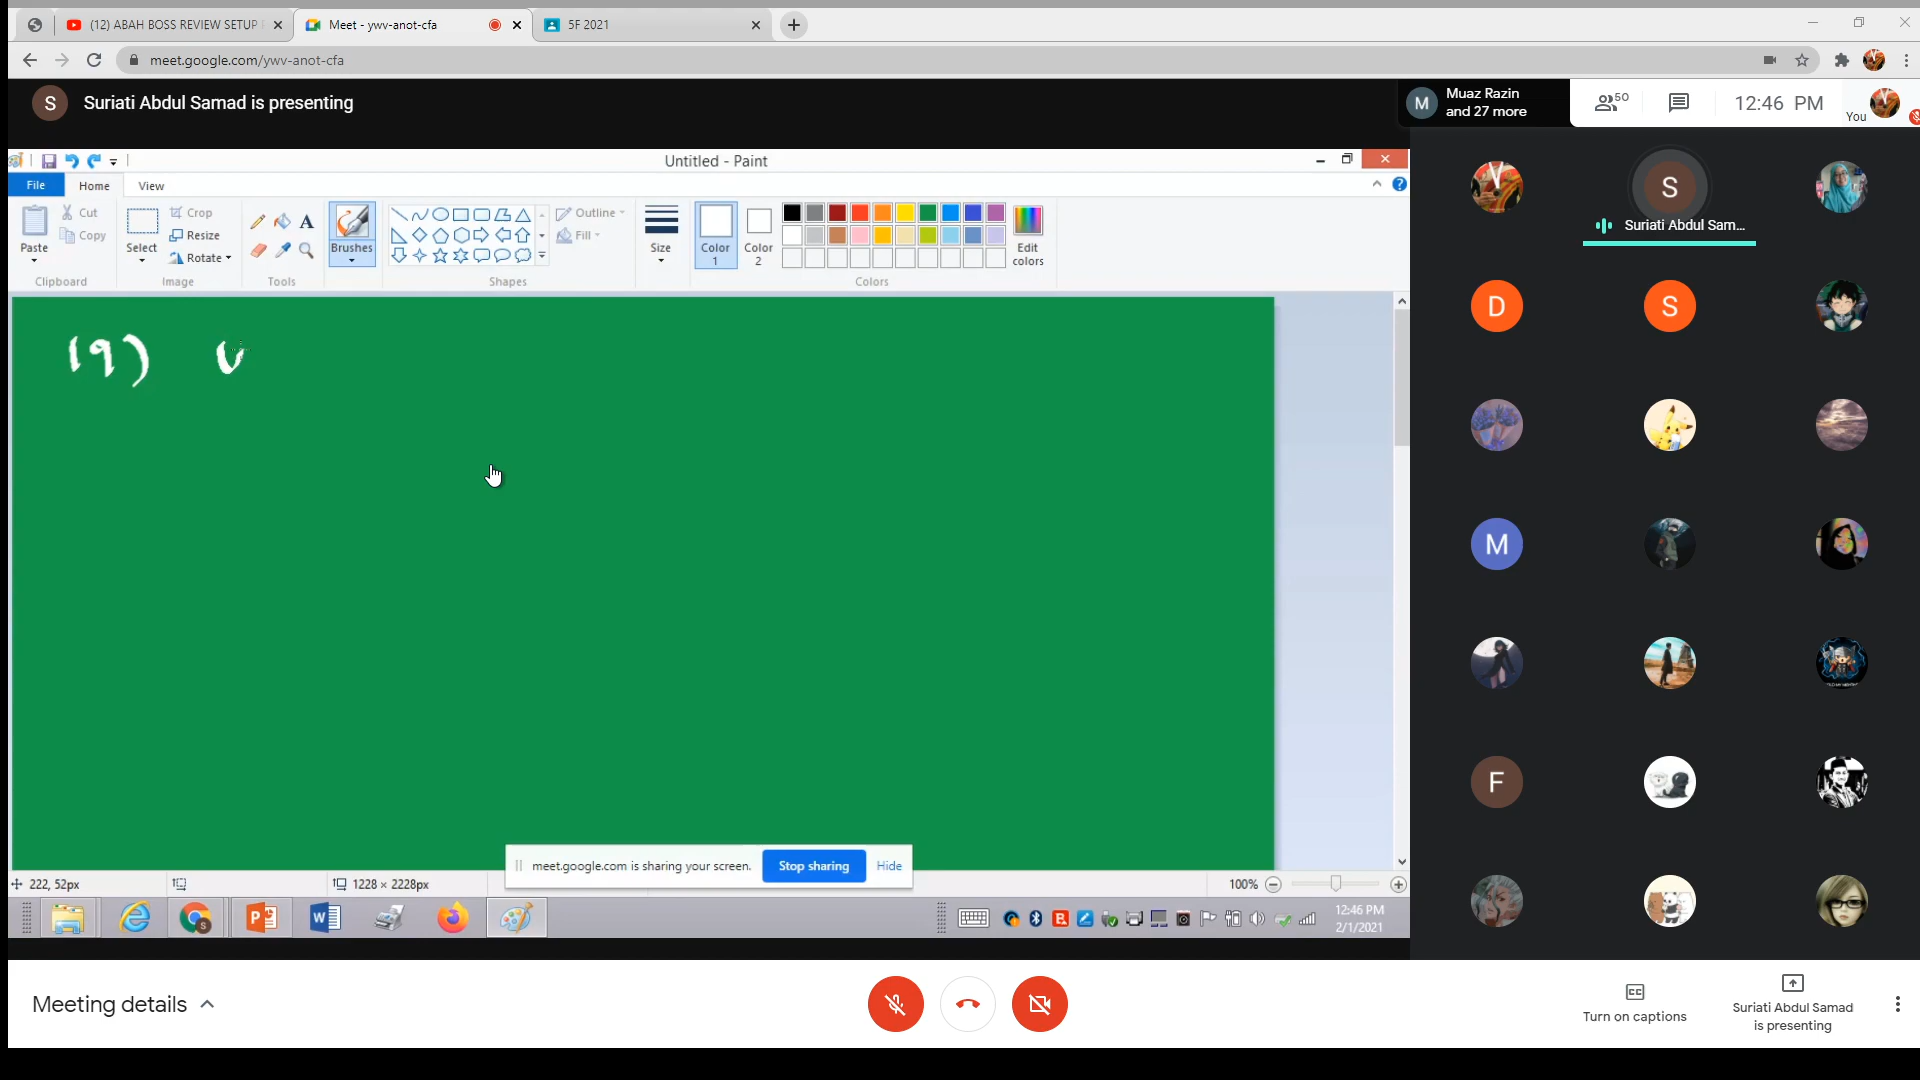 (12) ABAH BOSS REVIEW SETUP
Meet - ywv-anot-cfa
5F 2021
meet.google.com/ywv-anot-cfa
S
Suriati Abdul Samad is presenting
M
Muaz Razin
and 27 more
50
12:46 PM
You
Untitled - Paint
File
Home
View
Paste
Cut
Copy
Clipboard
Select
Crop
Resize
Rotate
Image
A
Tools
Brushes
Shapes
Outline
Fill
Size
Color
1
Color
2
Edit
colors
Colors
19)
S
Suriati Abdul Sam...
D
S
M
F
meet.google.com is sharing your screen.
Stop sharing
Hide
222, 52px
1228 × 2228px
100%
12:46 PM
2/1/2021
Meeting details
Turn on captions
Suriati Abdul Samad
is presenting